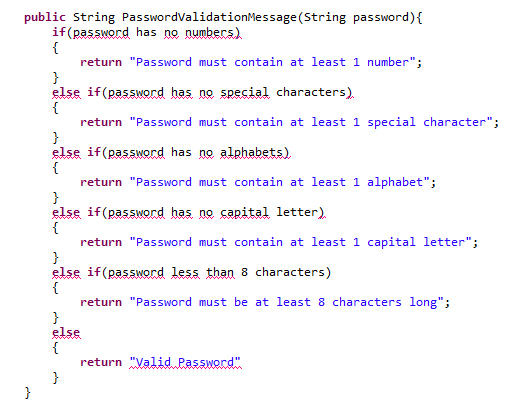 public String PasswordValidationMessage(String password){
if(password has no numbers)
{
return "Password must contain at least 1 number";
}
else if(password has no special characters)
{
return "Password must contain at least 1 special character";
}
else if(password has no alphabets)
{
return "Password must contain at least 1 alphabet";
}
else if(password has no capital letter)
{
return "Password must contain at least 1 capital letter";
}
else if(password less than 8 characters)
{
return "Password must be at least 8 characters long";
}
else
{
return "Valid Password"
}
}